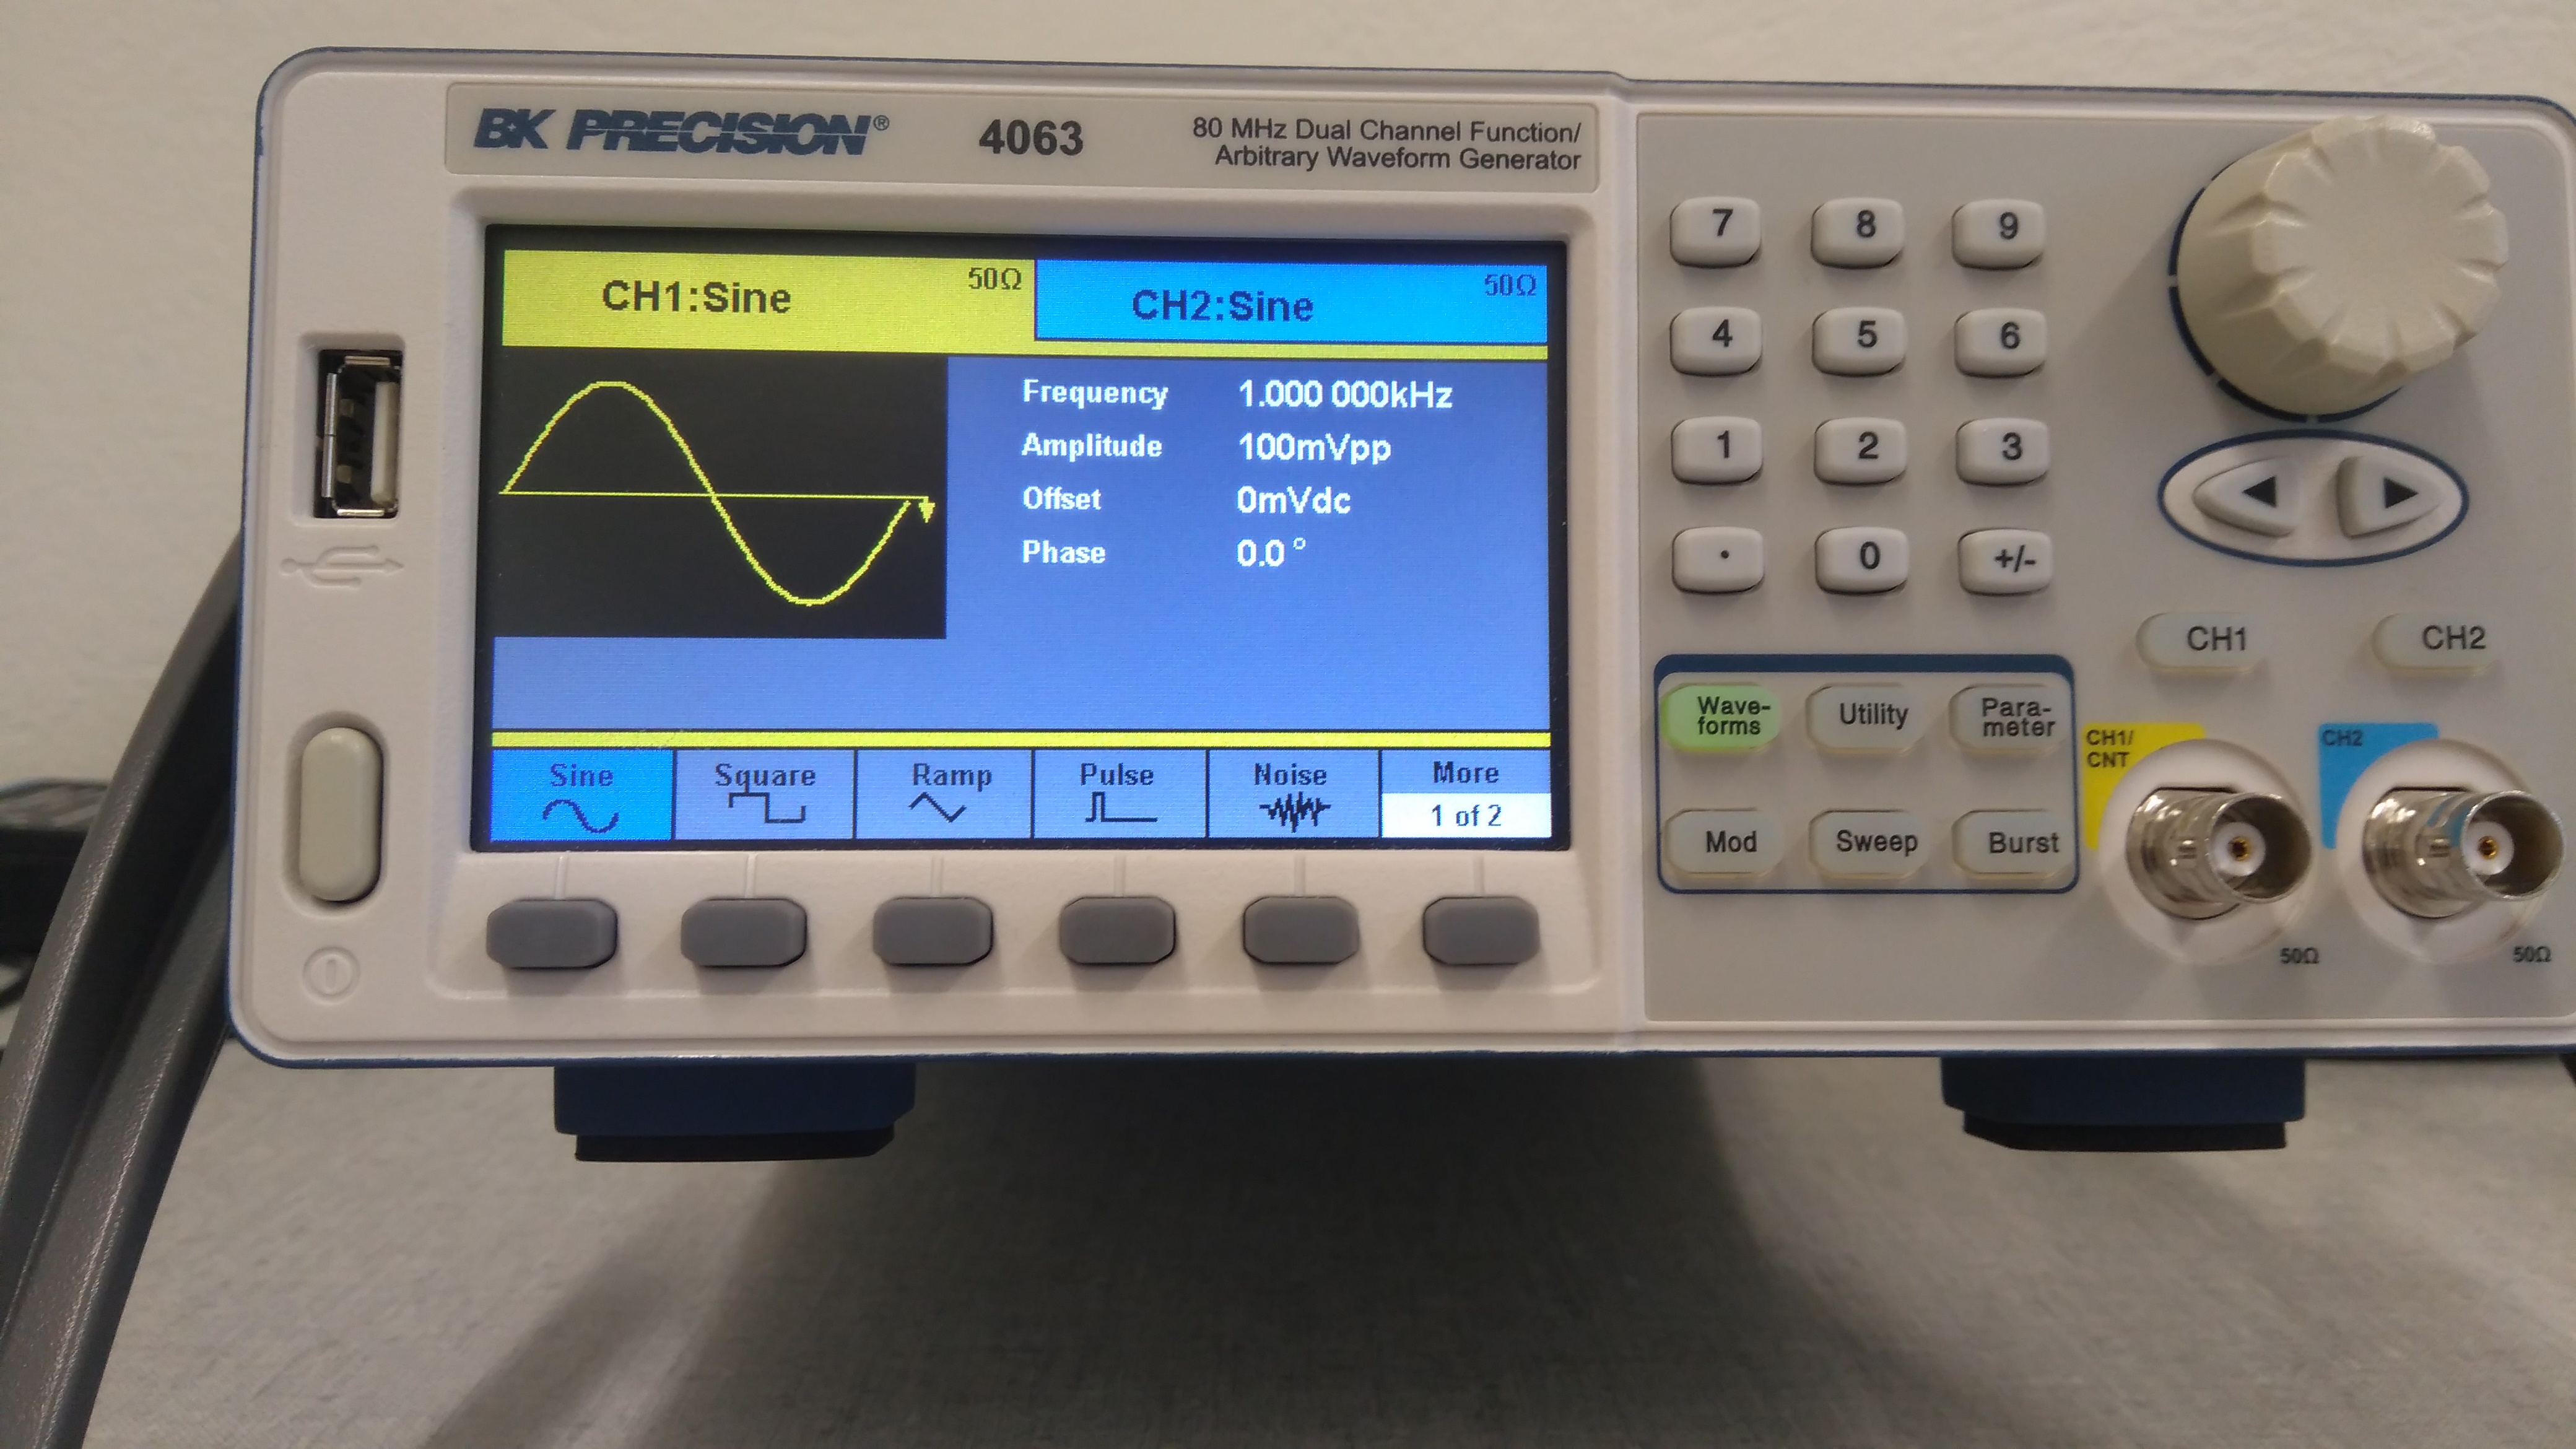 BK PRECISION® 4063 80 MHz Dual Channel Function/
Arbitrary Waveform Generator
CH1:Sine 50Ω CH2:Sine 50Ω
Frequency 1.000 000kHz
Amplitude 100mVpp
Offset 0mVdc
Phase 0.0 °
Sine Square Ramp Pulse Noise More
1 of 2
7 8 9
4 5 6
1 2 3
. 0 +/-
CH1 CH2
Wave-
forms
Utility
Para-
meter
Mod Sweep Burst
CH1/
CNT
CH2
50Ω 50Ω